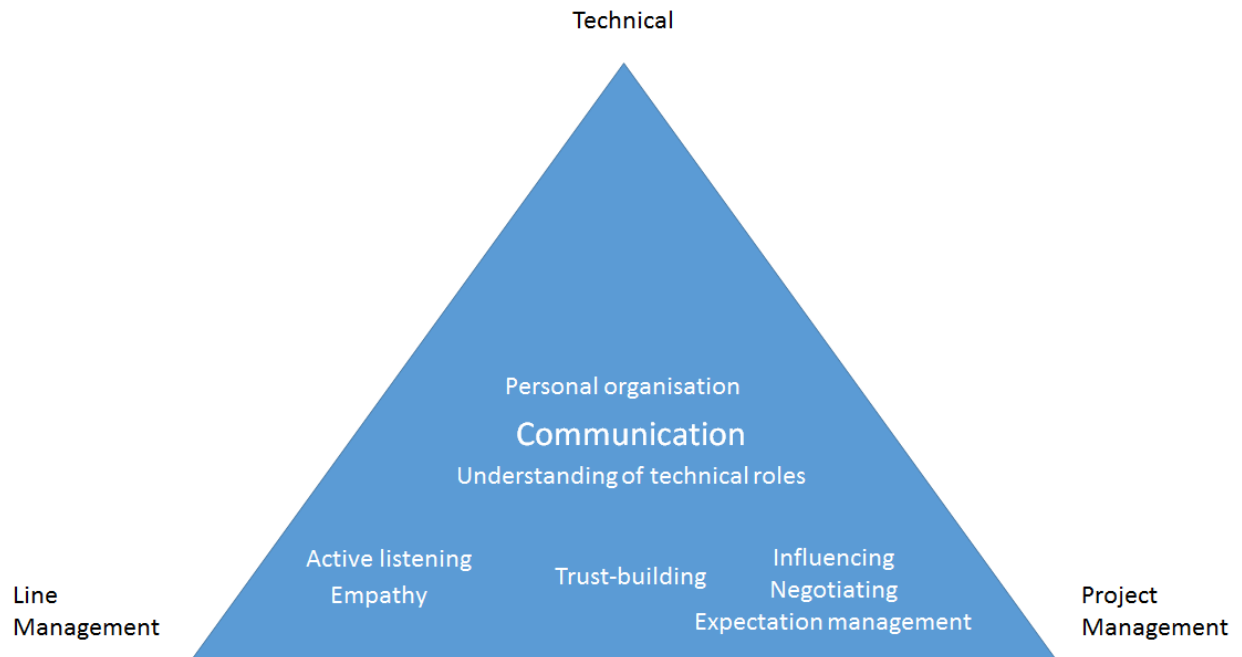 Technical
Personal organisation
Communication
Understanding of technical roles
Active listening
Empathy
Trust-building
Influencing
Negotiating
Expectation management
Line
Management
Project
Management